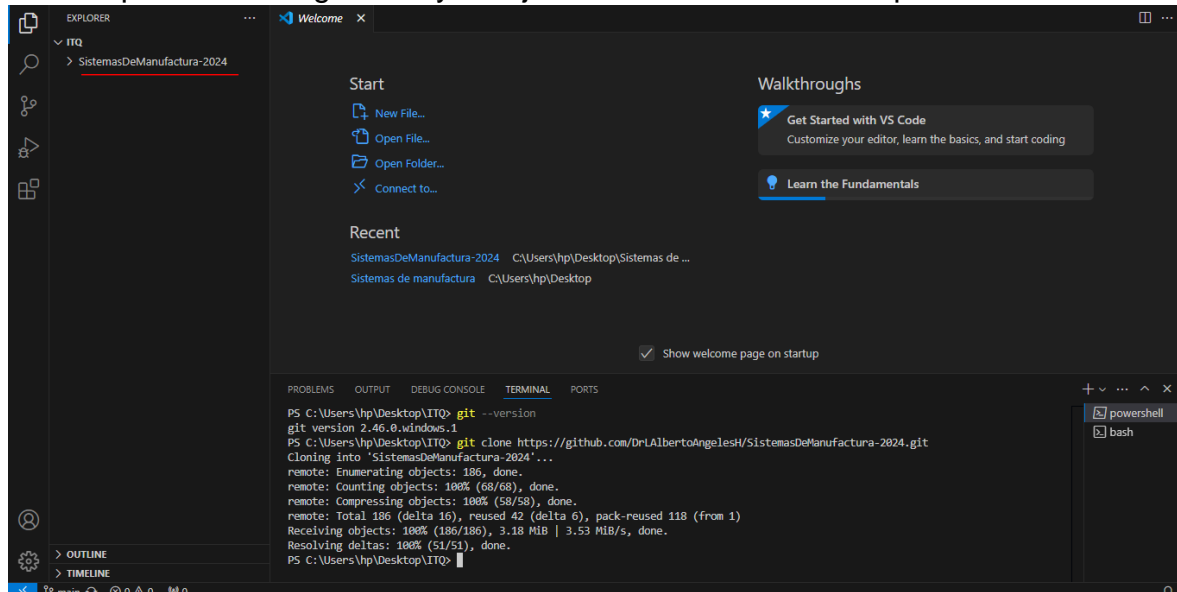 EXPLORER
ITQ
SistemasDeManufactura-2024
OUTLINE
TIMELINE
Welcome
Start
New File...
Open File...
Open Folder...
Connect to...
Recent
SistemasDeManufactura-2024 C:\Users\hp\Desktop\Sistemas de ...
Sistemas de manufactura C:\Users\hp\Desktop
Walkthroughs
Get Started with VS Code
Customize your editor, learn the basics, and start coding
Learn the Fundamentals
Show welcome page on startup
PROBLEMS OUTPUT DEBUG CONSOLE TERMINAL PORTS
PS C:\Users\hp\Desktop\ITQ> git --version
git version 2.46.0.windows.1
PS C:\Users\hp\Desktop\ITQ> git clone https://github.com/DrLAlbertoAngelesH/SistemasDeManufactura-2024.git
Cloning into 'SistemasDeManufactura-2024'...
remote: Enumerating objects: 186, done.
remote: Counting objects: 100% (68/68), done.
remote: Compressing objects: 100% (58/58), done.
remote: Total 186 (delta 16), reused 42 (delta 6), pack-reused 118 (from 1)
Receiving objects: 100% (186/186), 3.18 MiB | 3.53 MiB/s, done.
Resolving deltas: 100% (51/51), done.
PS C:\Users\hp\Desktop\ITQ>
powershell
bash